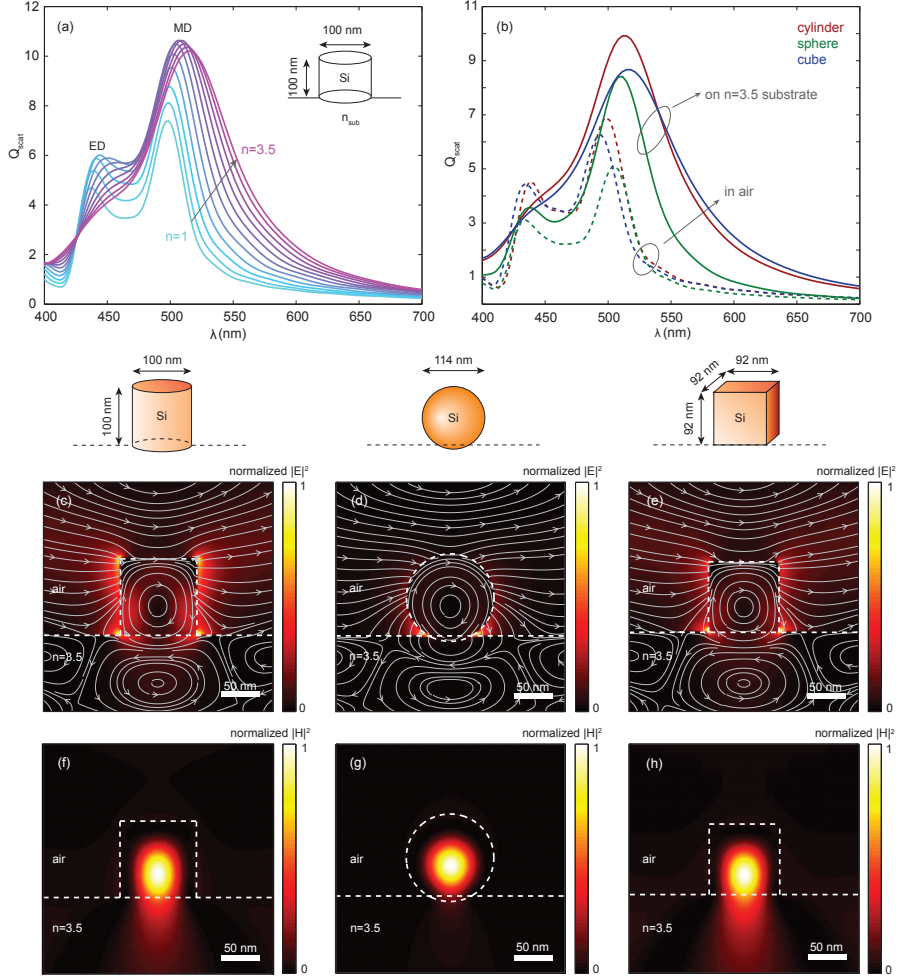 (a)
MD
ED
100 nm
100 nm
Si
n_sub
n=3.5
n=1
Q_scat
12
10
8
6
4
2
0
400 450 500 550 600 650 700
λ (nm)
(b)
cylinder
sphere
cube
on n=3.5 substrate
in air
Q_scat
11
9
7
5
3
1
400 450 500 550 600 650 700
λ (nm)
100 nm
100 nm
Si
114 nm
Si
92 nm
92 nm
92 nm
Si
normalized |E|²
(c)
1
air
n=3.5
50 nm
0
normalized |E|²
(d)
1
air
n=3.5
50 nm
0
normalized |E|²
(e)
1
air
n=3.5
50 nm
0
normalized |H|²
(f)
1
air
n=3.5
50 nm
0
normalized |H|²
(g)
1
air
n=3.5
50 nm
0
normalized |H|²
(h)
1
air
n=3.5
50 nm
0